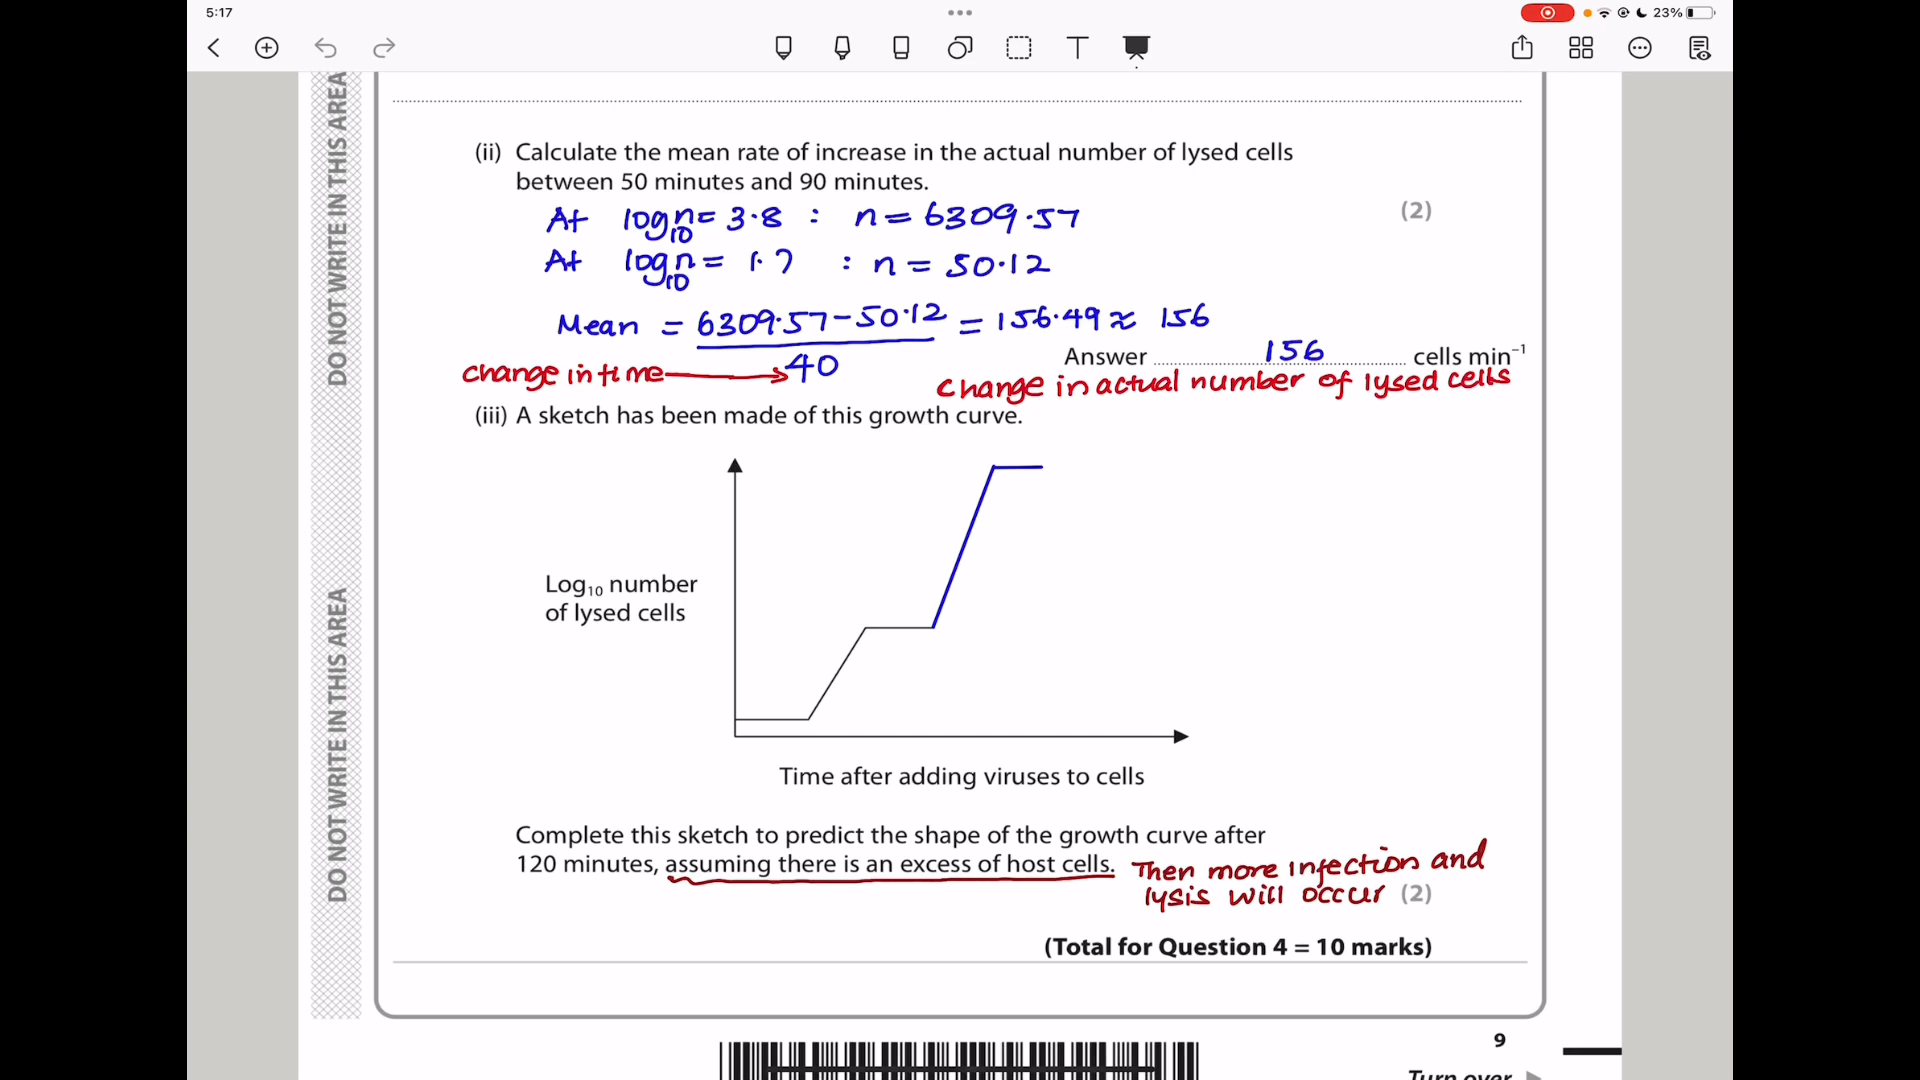 5:17
23%
DO NOT WRITE IN THIS AREA
(ii) Calculate the mean rate of increase in the actual number of lysed cells
between 50 minutes and 90 minutes.
(2)
At log₁₀n = 3.8 : n = 6309.57
At log₁₀n = 1.7 : n = 50.12
Mean = 6309.57 - 50.12 = 156.49 ≈ 156
40
Answer 156 cells min⁻¹
change in time
change in actual number of lysed cells
(iii) A sketch has been made of this growth curve.
Log₁₀ number
of lysed cells
Time after adding viruses to cells
DO NOT WRITE IN THIS AREA
Complete this sketch to predict the shape of the growth curve after
120 minutes, assuming there is an excess of host cells. Then more infection and
lysis will occur (2)
(Total for Question 4 = 10 marks)
9
Turn over